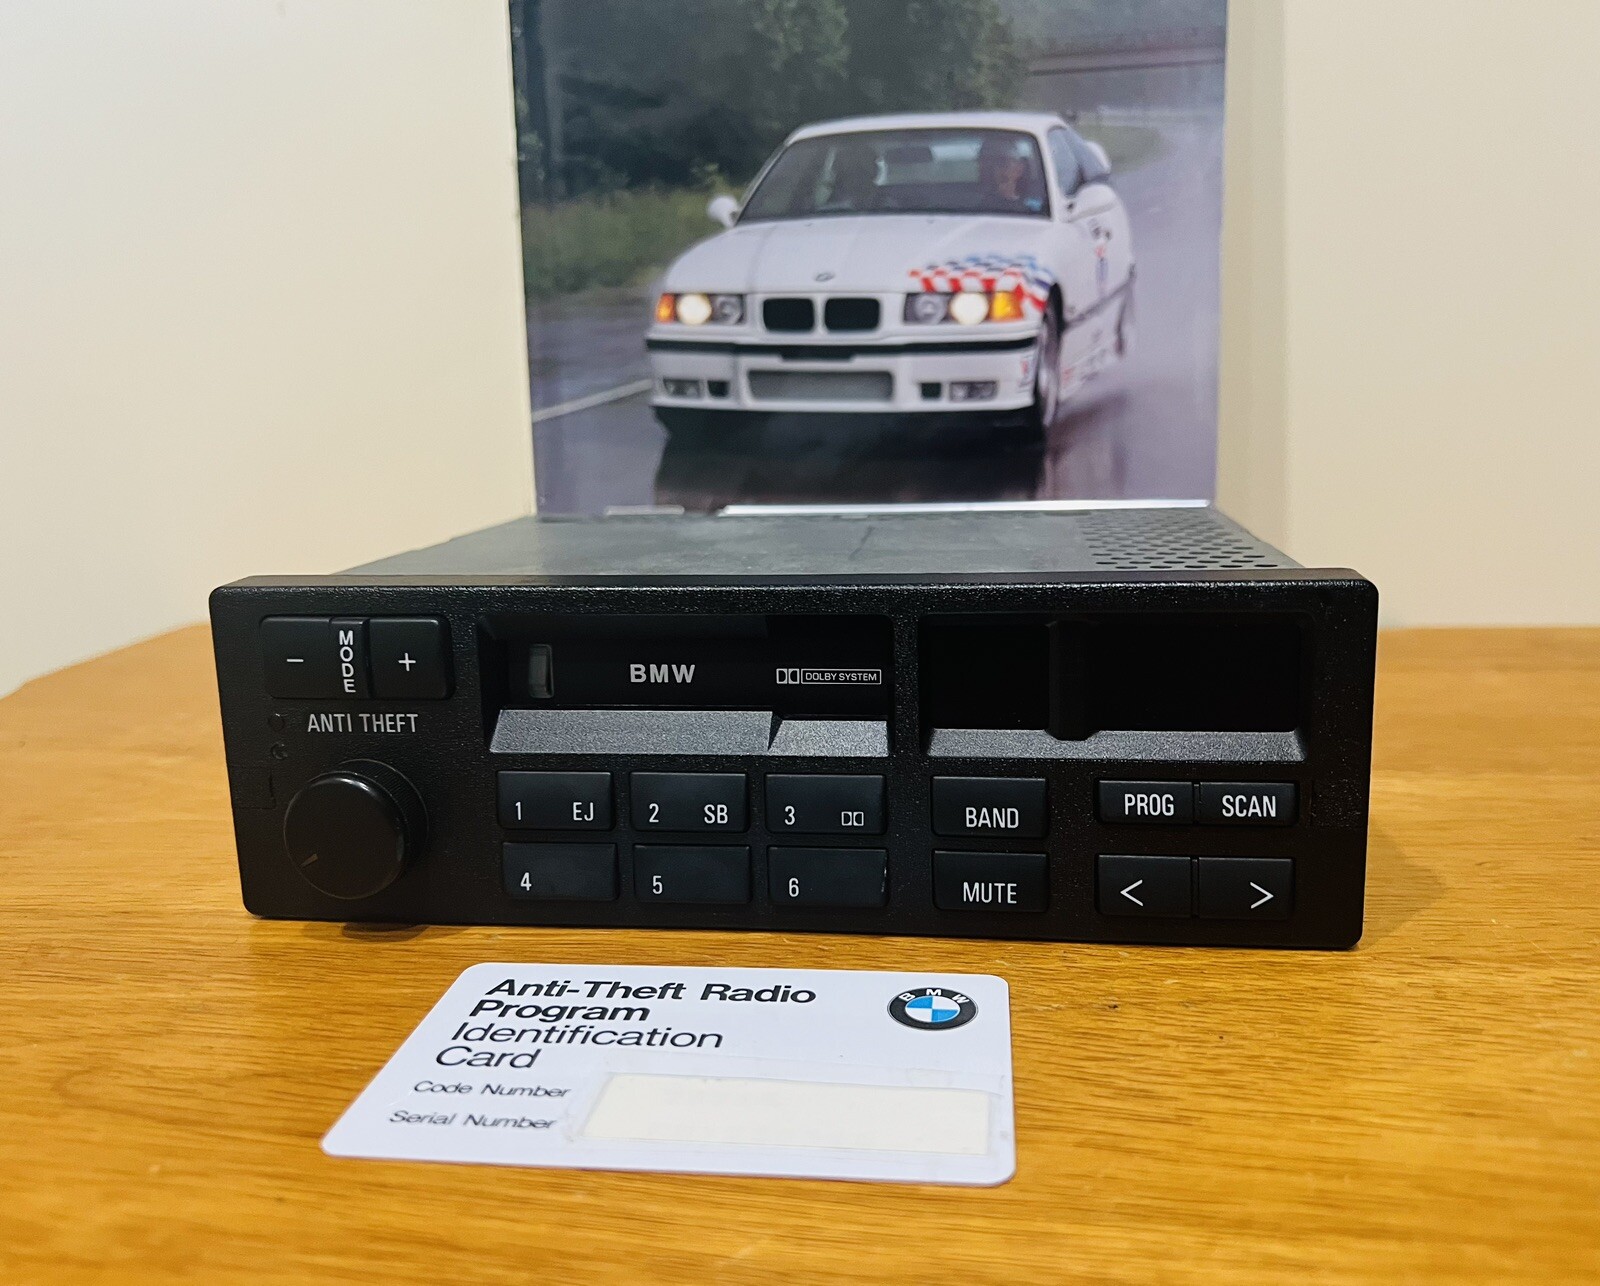 −
MODE
+
ANTI THEFT
BMW
DOLBY SYSTEM
1 EJ
2 SB
3
BAND
PROG
SCAN
4
5
6
MUTE
<
>
Anti-Theft Radio
Program
Identification
Card
BMW
Code Number
Serial Number